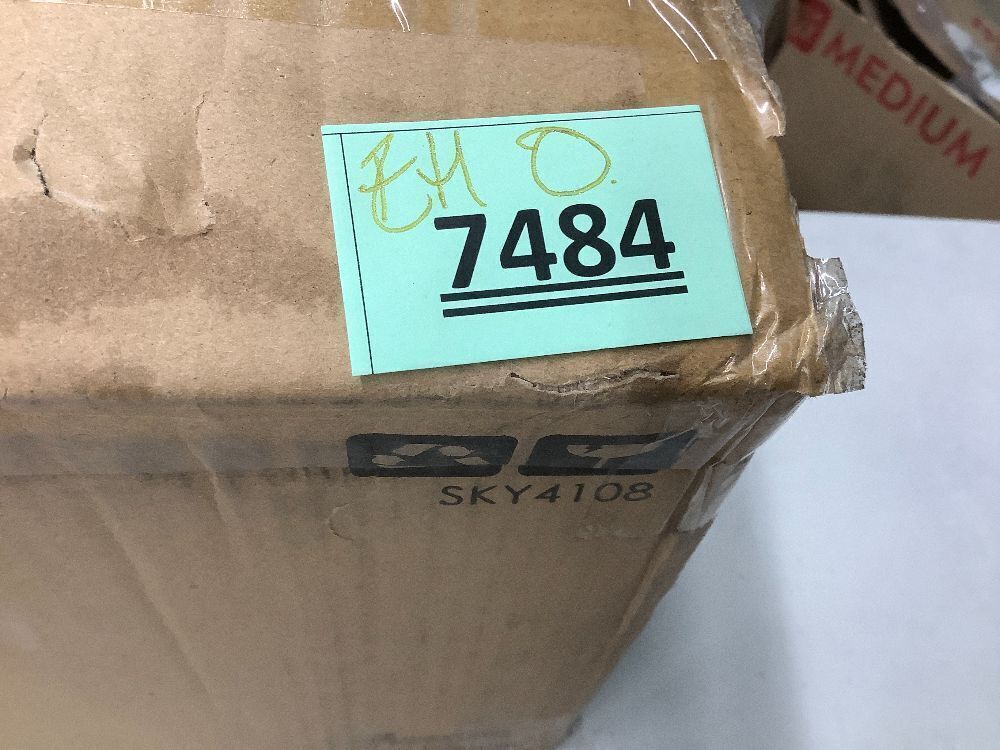 EH O.
7484
SKY4108
MEDIUM